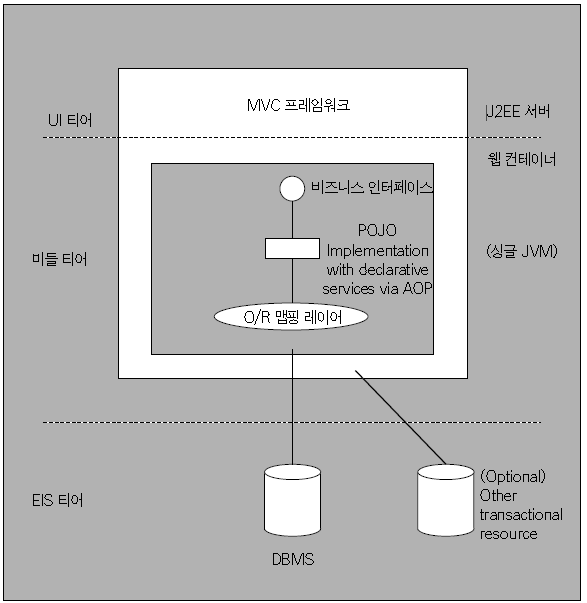 MVC 프레임워크
UI 티어
J2EE 서버
웹 컨테이너
비즈니스 인터페이스
미들 티어
POJO
Implementation
with declarative
services via AOP
(싱글 JVM)
O/R 맵핑 레이어
EIS 티어
DBMS
(Optional)
Other
transactional
resource